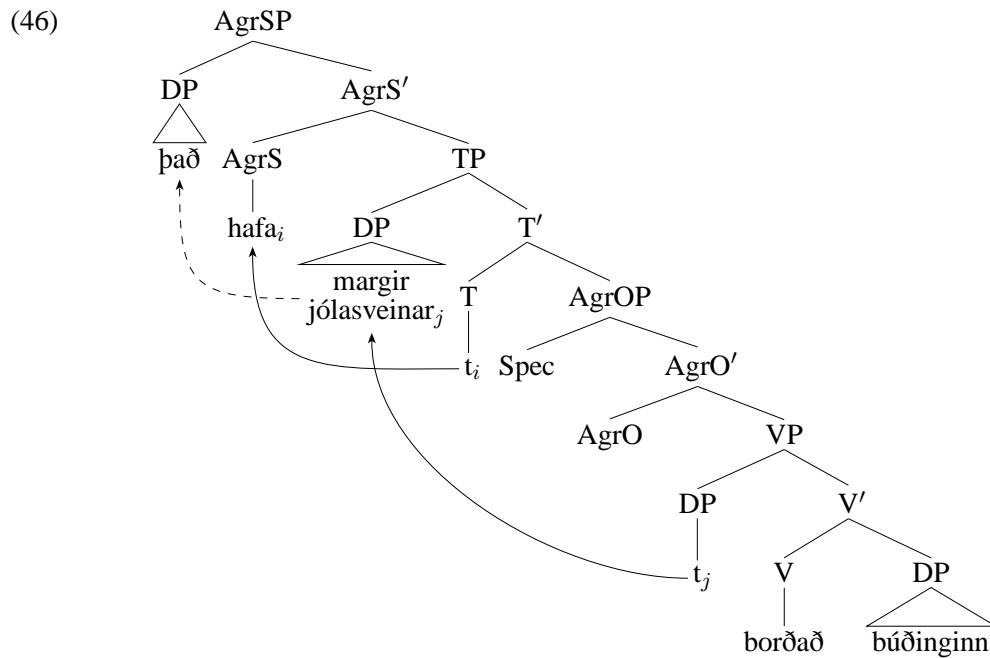 (46)
AgrSP
DP AgrS′
það AgrS TP
hafa_i DP T′
margir jólasveinar_j T AgrOP
t_i Spec AgrO′
AgrO VP
DP V′
t_j V DP
borðað búðinginn